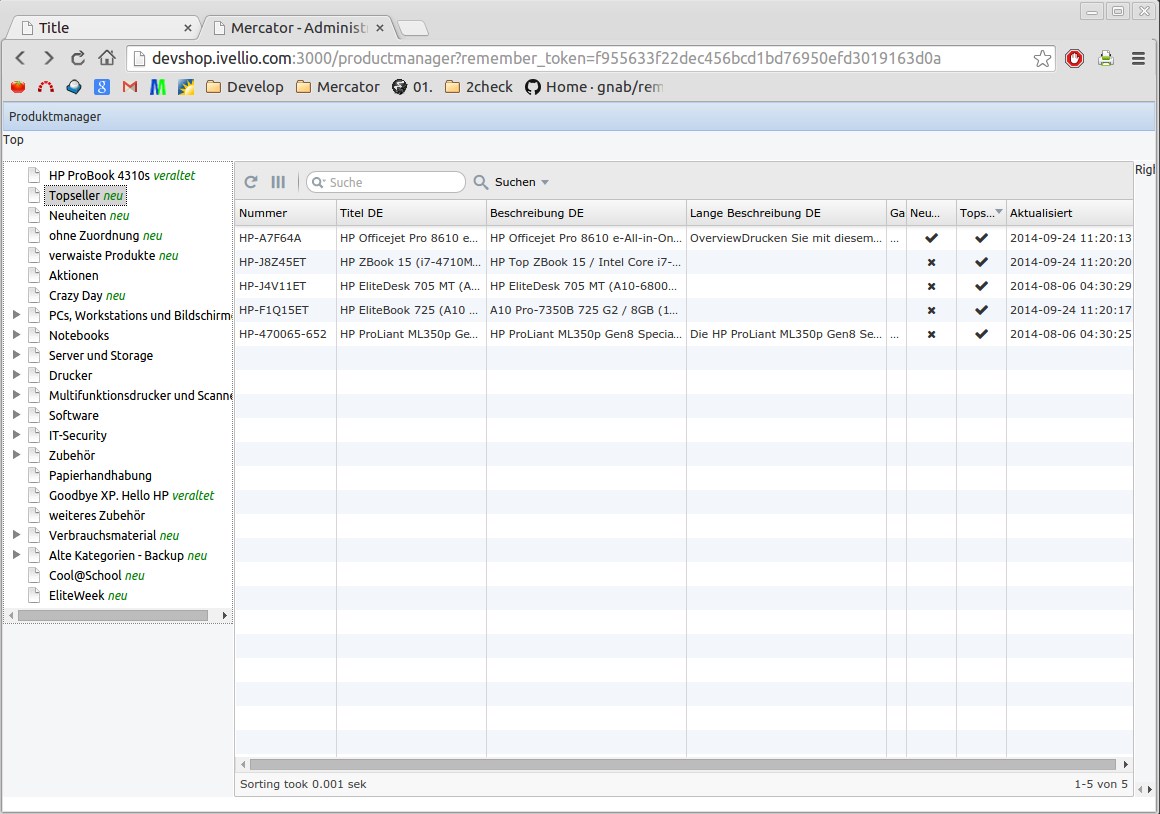 Title
Mercator - Administ
devshop.ivellio.com:3000/productmanager?remember_token=f955633f22dec456bcd1bd76950efd3019163d0a
Develop Mercator 01. 2check Home · gnab/rem
Produktmanager
Top
HP ProBook 4310s veraltet
Topseller neu
Neuheiten neu
ohne Zuordnung neu
verwaiste Produkte neu
Aktionen
Crazy Day neu
PCs, Workstations und Bildschirm
Notebooks
Server und Storage
Drucker
Multifunktionsdrucker und Scanne
Software
IT-Security
Zubehör
Papierhandhabung
Goodbye XP. Hello HP veraltet
weiteres Zubehör
Verbrauchsmaterial neu
Alte Kategorien - Backup neu
Cool@School neu
EliteWeek neu
Suche Suchen
Nummer Titel DE Beschreibung DE Lange Beschreibung DE Ga Neu... Tops... Aktualisiert
HP-A7F64A HP Officejet Pro 8610 e... HP Officejet Pro 8610 e-All-in-On... OverviewDrucken Sie mit diesem... ... 2014-09-24 11:20:13
HP-J8Z45ET HP ZBook 15 (i7-4710M... HP Top ZBook 15 / Intel Core i7-... 2014-09-24 11:20:20
HP-J4V11ET HP EliteDesk 705 MT (A... HP EliteDesk 705 MT (A10-6800... 2014-08-06 04:30:29
HP-F1Q15ET HP EliteBook 725 (A10 ... A10 Pro-7350B 725 G2 / 8GB (1... 2014-09-24 11:20:17
HP-470065-652 HP ProLiant ML350p Ge... HP ProLiant ML350p Gen8 Specia... Die HP ProLiant ML350p Gen8 Se... ... 2014-08-06 04:30:25
Sorting took 0.001 sek 1-5 von 5
Righ